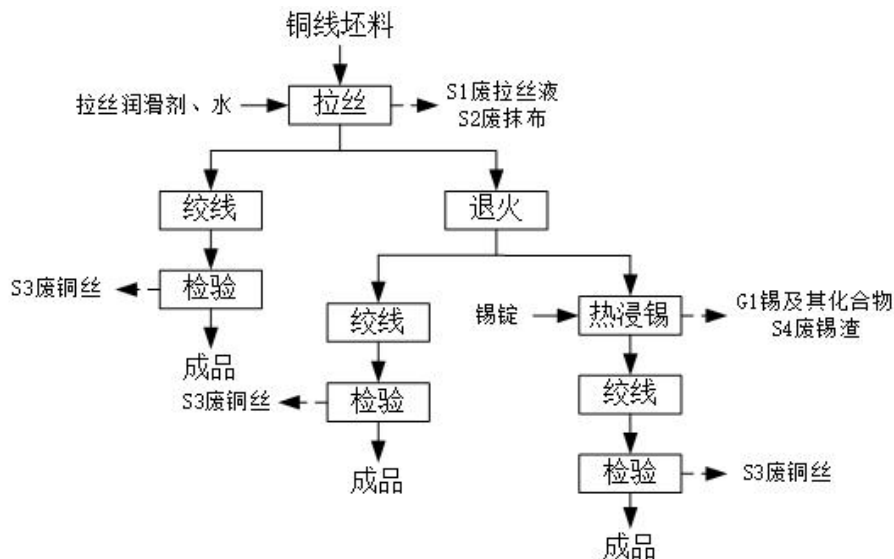 铜线坯料
拉丝润滑剂、水
拉丝
S1废拉丝液
S2废抹布
绞线
退火
S3废铜丝
检验
成品
绞线
锡锭
热浸锡
G1锡及其化合物
S4废锡渣
S3废铜丝
检验
成品
绞线
检验
S3废铜丝
成品